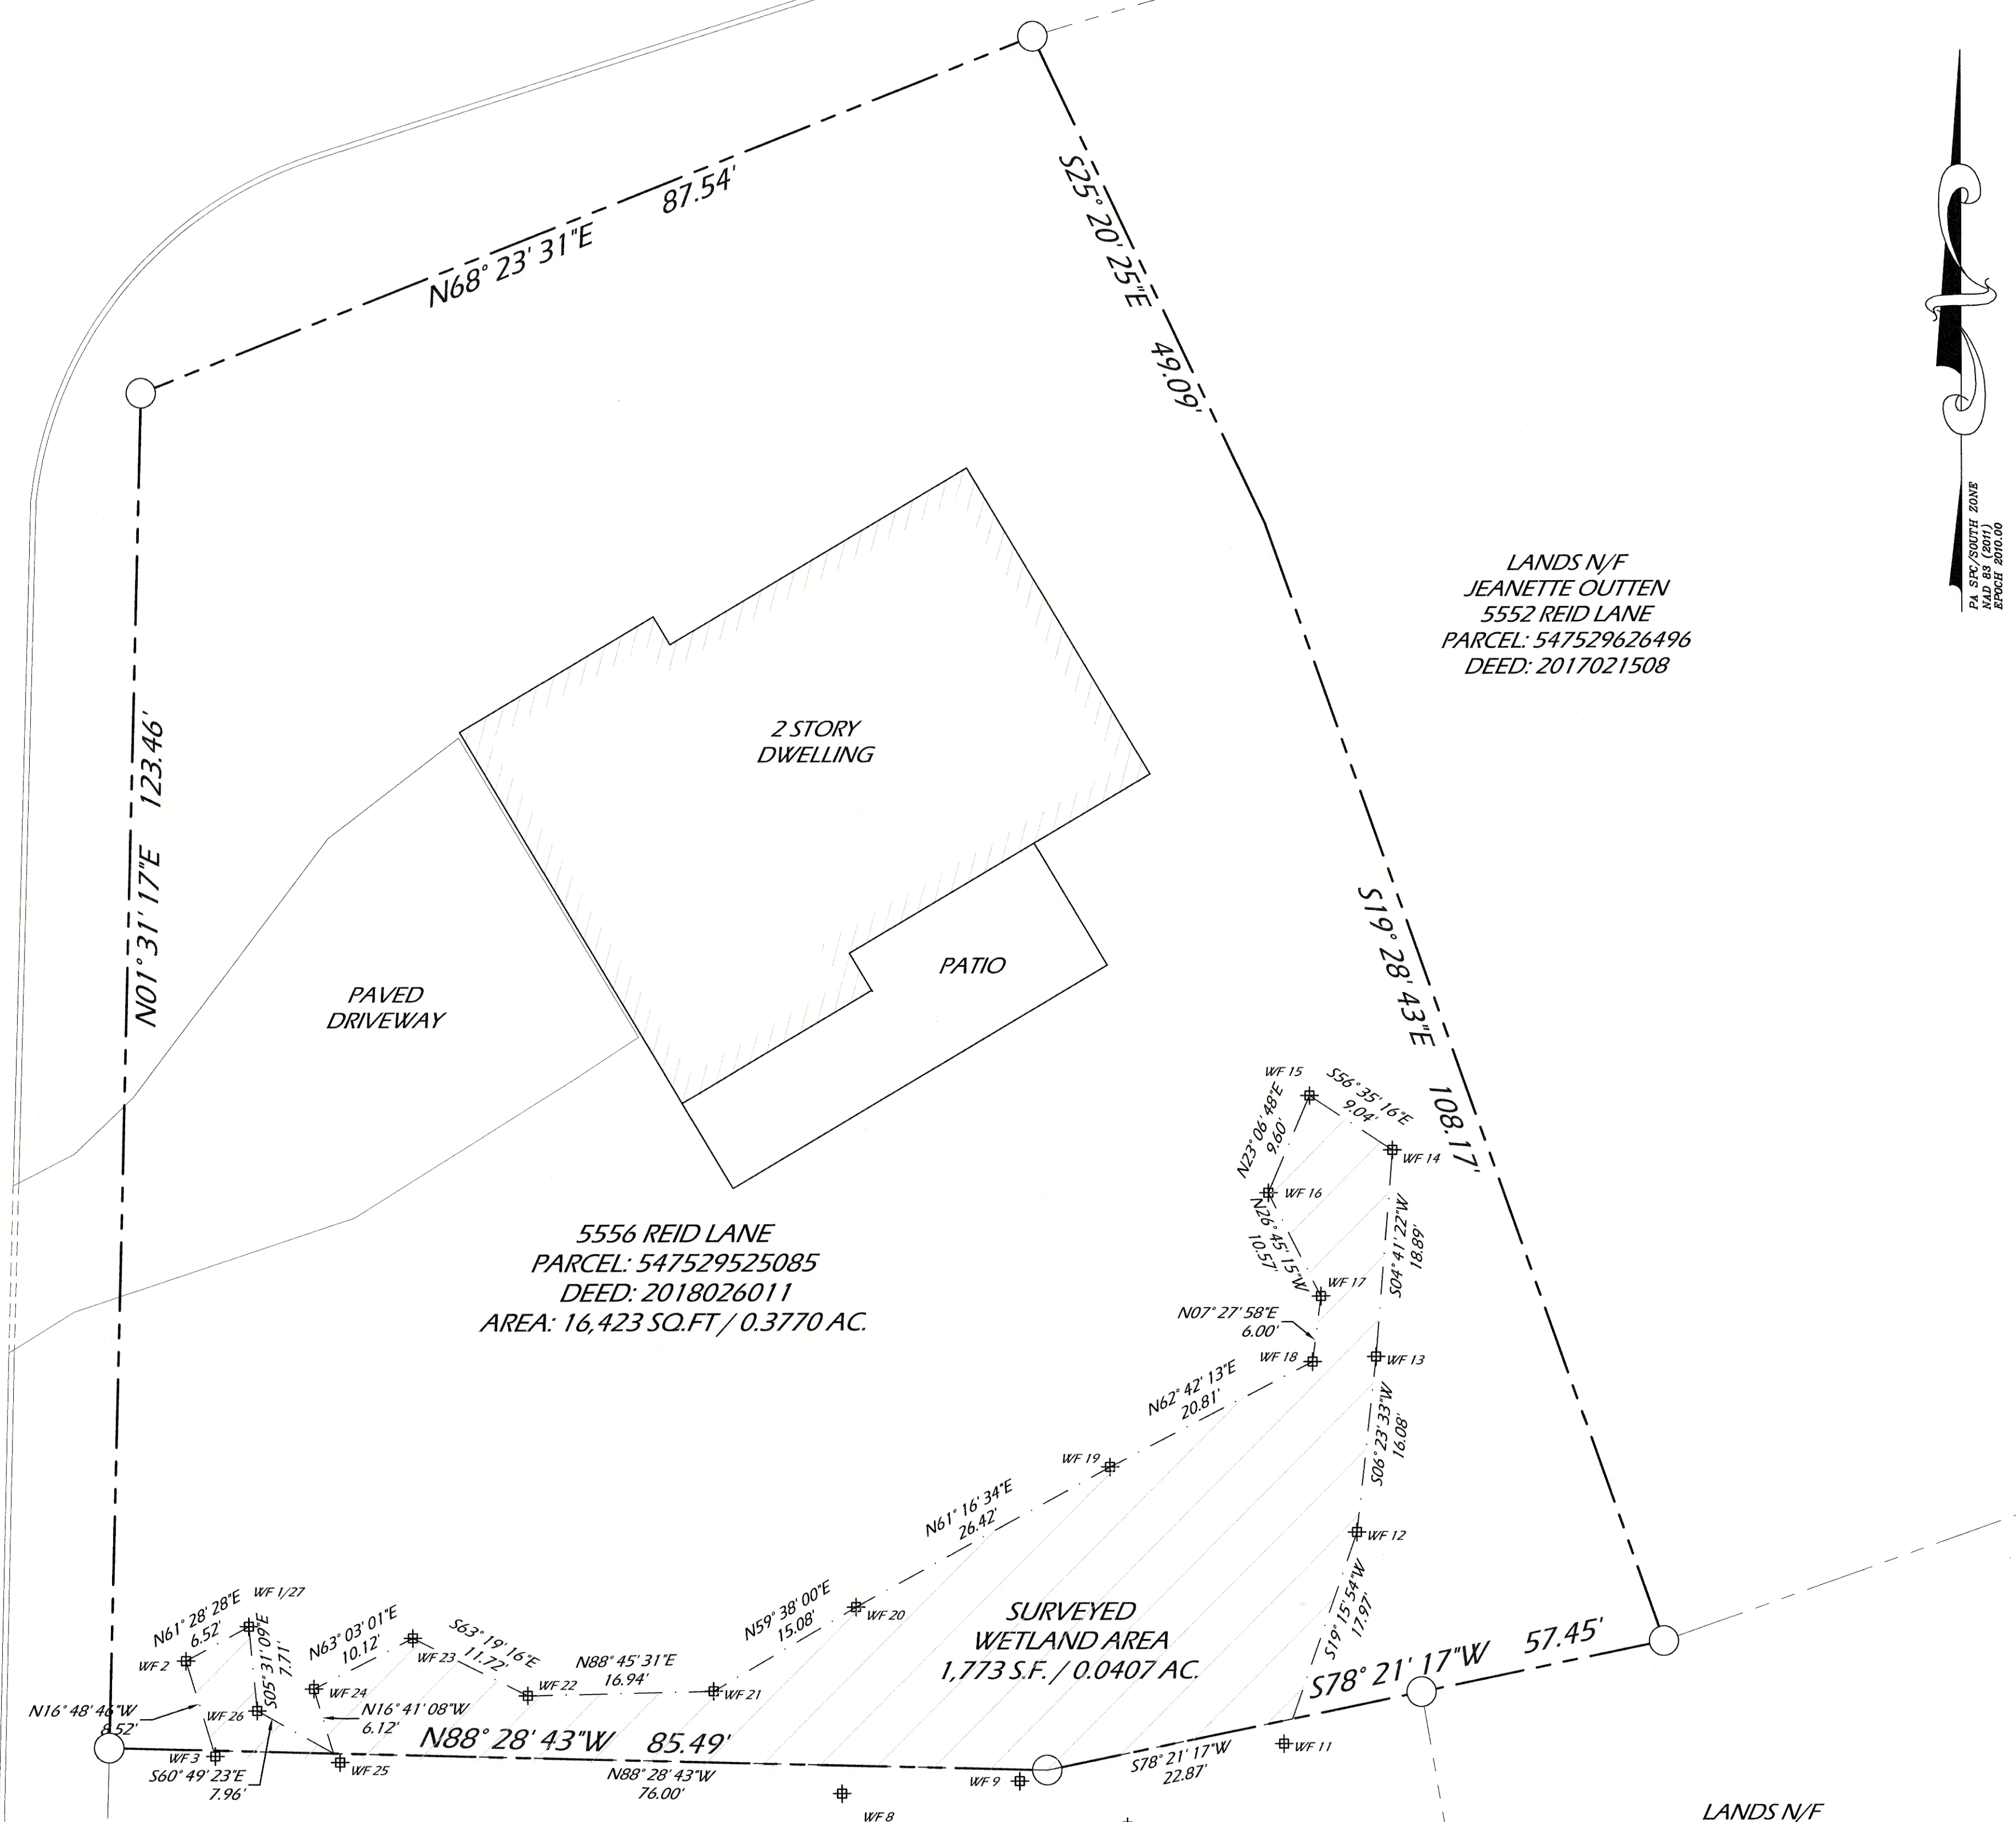 N68° 23' 31"E 87.54'
S25° 20' 25"E 49.09'
PA SPC/SOUTH ZONE
NAD 83 (2011)
EPOCH 2010.00
LANDS N/F
JEANETTE OUTTEN
5552 REID LANE
PARCEL: 547529626496
DEED: 2017021508
2 STORY
DWELLING
N01° 31' 17"E 123.46'
PATIO
PAVED
DRIVEWAY
S19° 28' 43"E 108.17'
WF 15
S56° 35' 16"E
9.04'
N23° 06' 48"E
9.60'
WF 14
WF 16
N26° 45' 15"W
10.57'
S04° 41' 22"W
18.89'
5556 REID LANE
PARCEL: 547529525085
DEED: 2018026011
AREA: 16,423 SQ.FT / 0.3770 AC.
WF 17
N07° 27' 58"E
6.00'
WF 18
WF 13
N62° 42' 13"E
20.81'
S06° 23' 33"W
16.08'
WF 19
N61° 16' 34"E
26.42'
WF 12
S19° 15' 54"W
17.97'
N59° 38' 00"E
15.08'
WF 20
SURVEYED
WETLAND AREA
1,773 S.F. / 0.0407 AC.
WF 1/27
N61° 28' 28"E
6.52'
WF 2
S05° 31' 09"E
7.71'
N63° 03' 01"E
10.12'
S63° 19' 16"E
11.72'
WF 23
N88° 45' 31"E
16.94'
WF 22
WF 21
WF 24
N16° 48' 46"W
8.52'
WF 26
N16° 41' 08"W
6.12'
S78° 21' 17"W 57.45'
N88° 28' 43"W 85.49'
WF 3
S60° 49' 23"E
7.96'
WF 25
N88° 28' 43"W
76.00'
WF 8
WF 9
S78° 21' 17"W
22.87'
WF 11
LANDS N/F